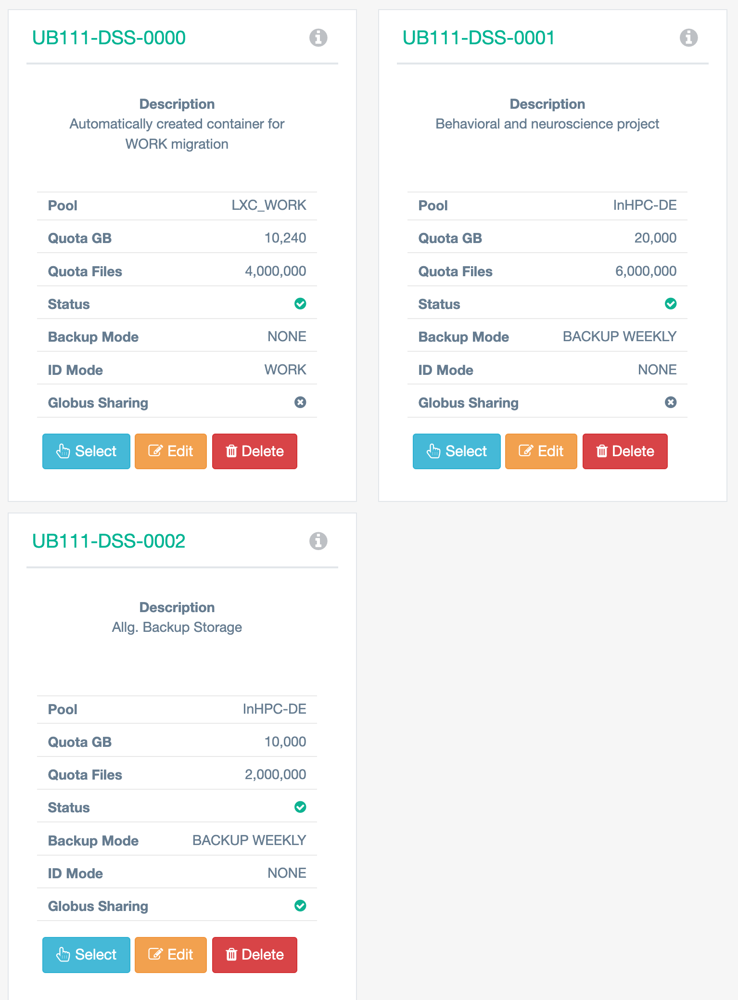 UB111-DSS-0000
Description
Automatically created container for
WORK migration
Pool LXC_WORK
Quota GB 10,240
Quota Files 4,000,000
Status
Backup Mode NONE
ID Mode WORK
Globus Sharing
Select Edit Delete
UB111-DSS-0001
Description
Behavioral and neuroscience project
Pool InHPC-DE
Quota GB 20,000
Quota Files 6,000,000
Status
Backup Mode BACKUP WEEKLY
ID Mode NONE
Globus Sharing
Select Edit Delete
UB111-DSS-0002
Description
Allg. Backup Storage
Pool InHPC-DE
Quota GB 10,000
Quota Files 2,000,000
Status
Backup Mode BACKUP WEEKLY
ID Mode NONE
Globus Sharing
Select Edit Delete